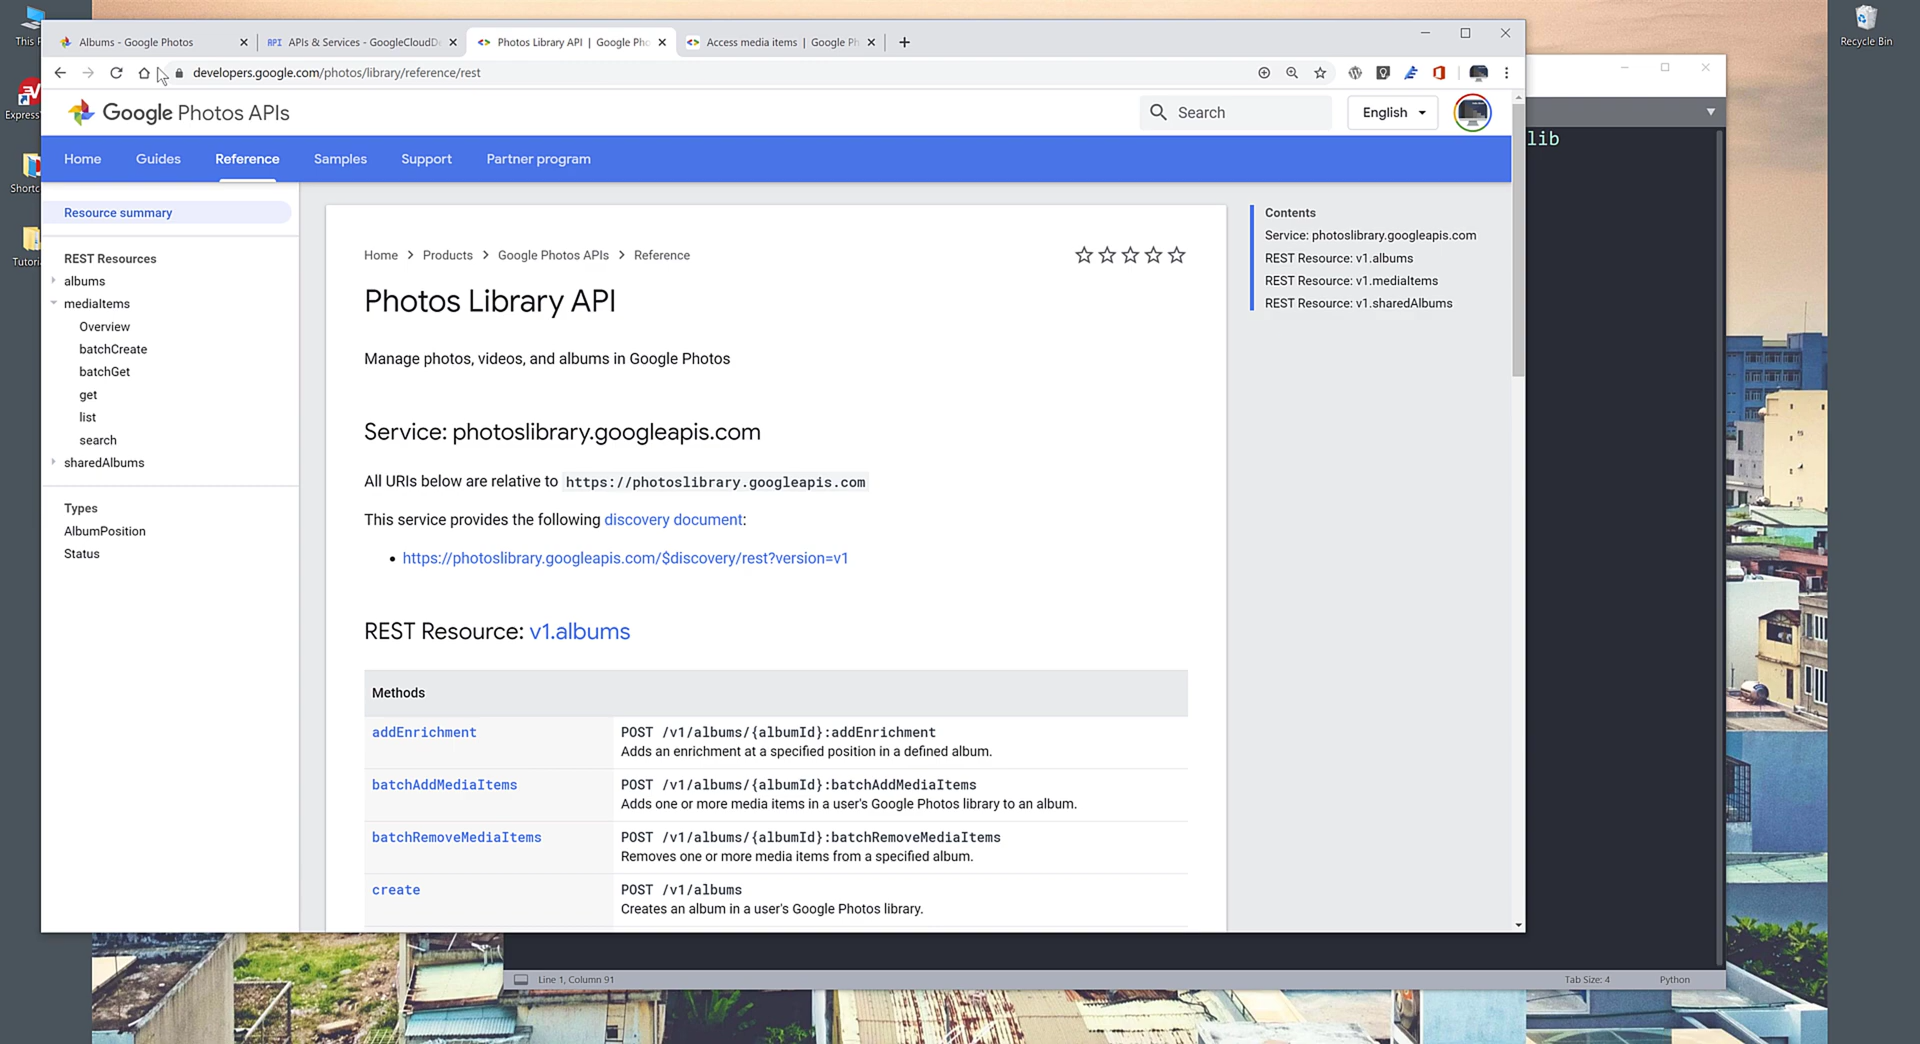 This P
Recycle Bin
Express
Shortc
Tutoria
Albums - Google Photos
API APIs & Services - GoogleCloudDe
Photos Library API | Google Pho
Access media items | Google Ph
developers.google.com/photos/library/reference/rest
Google Photos APIs
Search
English
Home
Guides
Reference
Samples
Support
Partner program
lib
Resource summary
REST Resources
albums
mediaItems
Overview
batchCreate
batchGet
get
list
search
sharedAlbums
Types
AlbumPosition
Status
Home > Products > Google Photos APIs > Reference
Photos Library API
Manage photos, videos, and albums in Google Photos
Service: photoslibrary.googleapis.com
All URIs below are relative to https://photoslibrary.googleapis.com
This service provides the following discovery document:
• https://photoslibrary.googleapis.com/$discovery/rest?version=v1
REST Resource: v1.albums
Methods
addEnrichment
POST /v1/albums/{albumId}:addEnrichment
Adds an enrichment at a specified position in a defined album.
batchAddMediaItems
POST /v1/albums/{albumId}:batchAddMediaItems
Adds one or more media items in a user's Google Photos library to an album.
batchRemoveMediaItems
POST /v1/albums/{albumId}:batchRemoveMediaItems
Removes one or more media items from a specified album.
create
POST /v1/albums
Creates an album in a user's Google Photos library.
Contents
Service: photoslibrary.googleapis.com
REST Resource: v1.albums
REST Resource: v1.mediaItems
REST Resource: v1.sharedAlbums
Line 1, Column 91
Tab Size: 4
Python